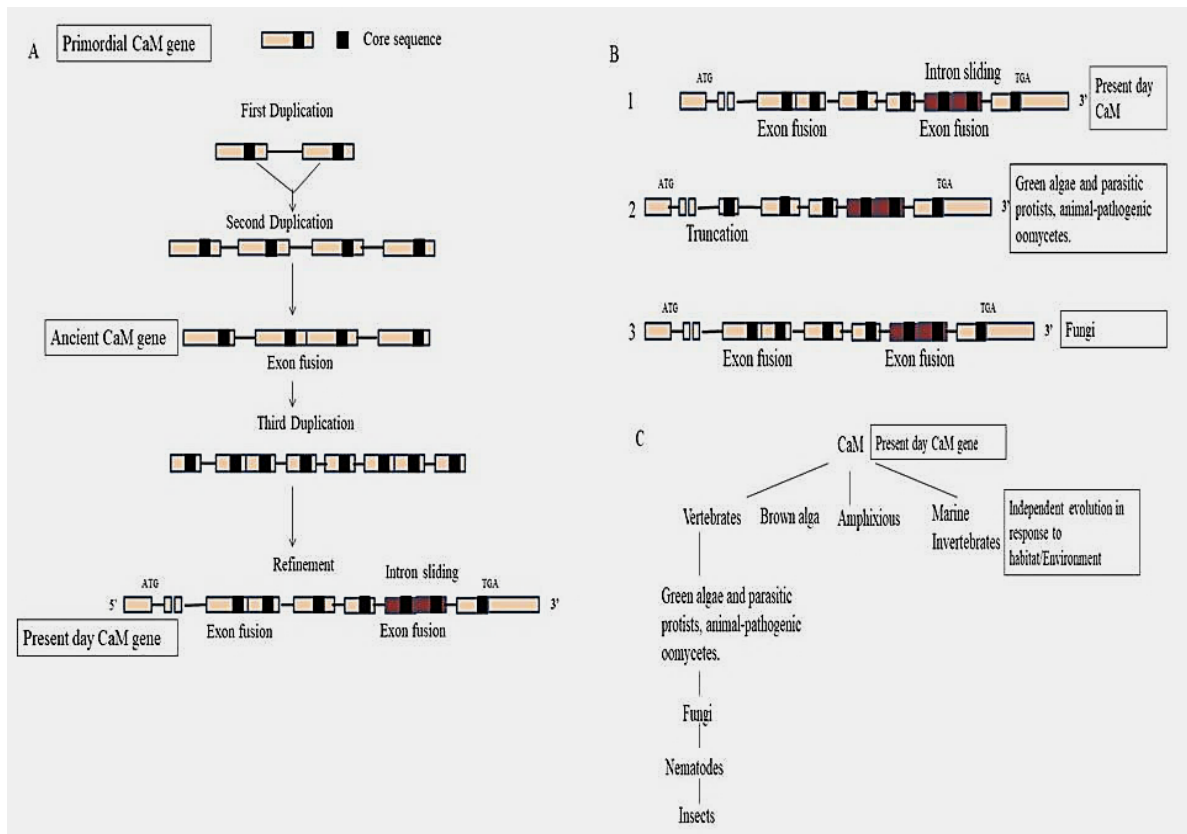 A
Primordial CaM gene
Core sequence
First Duplication
Second Duplication
Ancient CaM gene
Exon fusion
Third Duplication
Refinement
Intron sliding
ATG
TGA
5'
3'
Exon fusion
Exon fusion
Present day CaM gene
B
Intron sliding
ATG
TGA
1
3'
Present day
CaM
Exon fusion
Exon fusion
ATG
TGA
2
3'
Green algae and parasitic
protists, animal-pathogenic
oomycetes.
Truncation
ATG
TGA
3
3'
Fungi
Exon fusion
Exon fusion
C
CaM
Present day CaM gene
Vertebrates
Brown alga
Amphixious
Marine
Invertebrates
Independent evolution in
response to
habitat/Environment
Green algae and parasitic
protists, animal-pathogenic
oomycetes.
Fungi
Nematodes
Insects